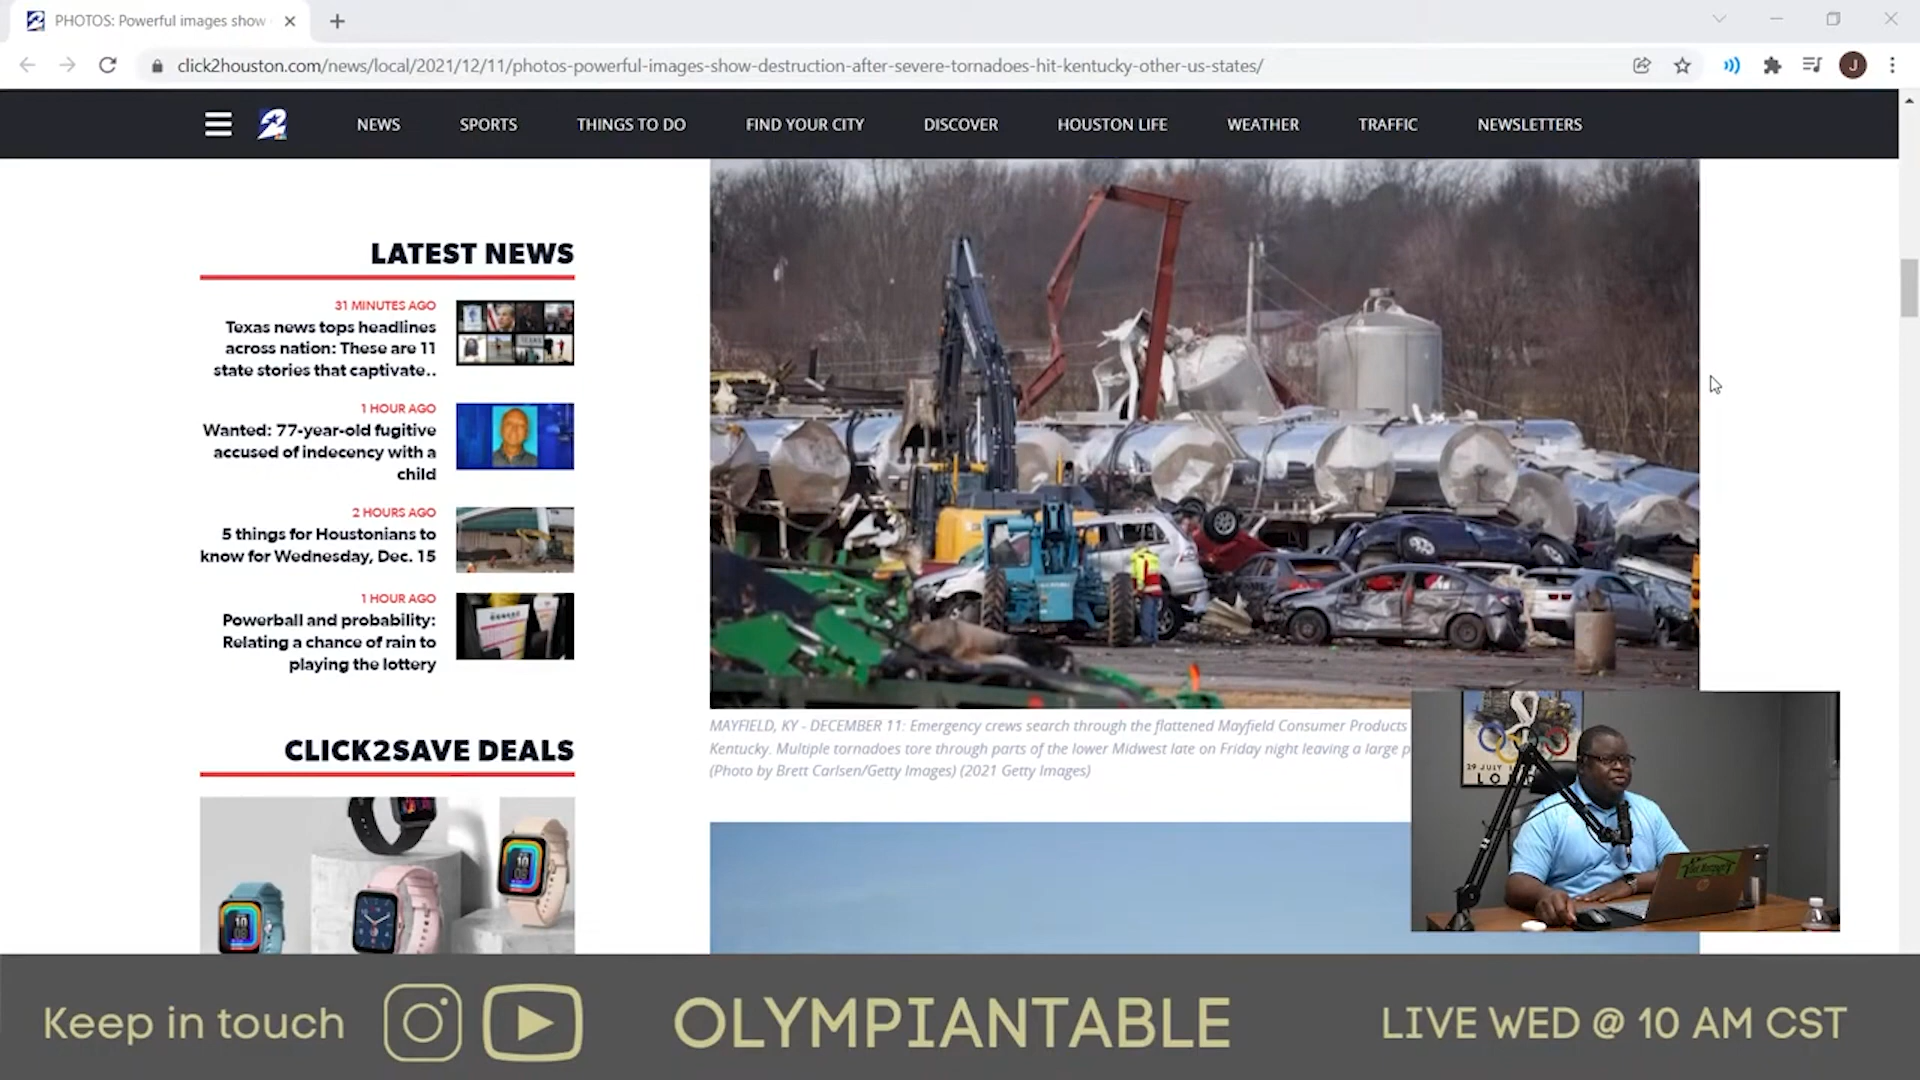 PHOTOS: Powerful images show
click2houston.com/news/local/2021/12/11/photos-powerful-images-show-destruction-after-severe-tornadoes-hit-kentucky-other-us-states/
J
2
NEWS
SPORTS
THINGS TO DO
FIND YOUR CITY
DISCOVER
HOUSTON LIFE
WEATHER
TRAFFIC
NEWSLETTERS
LATEST NEWS
31 MINUTES AGO
Texas news tops headlines
across nation: These are 11
state stories that captivate..
1 HOUR AGO
Wanted: 77-year-old fugitive
accused of indecency with a
child
2 HOURS AGO
5 things for Houstonians to
know for Wednesday, Dec. 15
1 HOUR AGO
Powerball and probability:
Relating a chance of rain to
playing the lottery
CLICK2SAVE DEALS
MAYFIELD, KY - DECEMBER 11: Emergency crews search through the flattened Mayfield Consumer Products
Kentucky. Multiple tornadoes tore through parts of the lower Midwest late on Friday night leaving a large p
(Photo by Brett Carlsen/Getty Images) (2021 Getty Images)
29 JULY
LON
Keep in touch
OLYMPIANTABLE
LIVE WED @ 10 AM CST